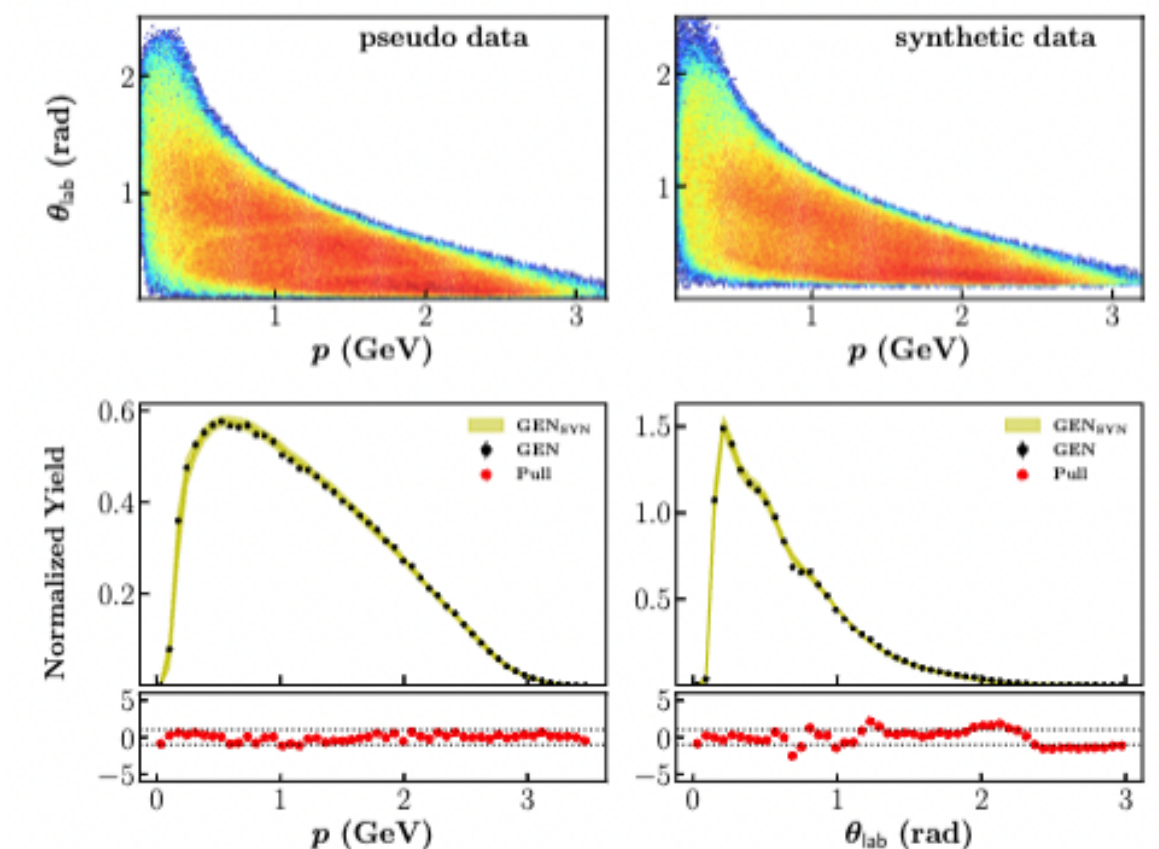 pseudo data
synthetic data
2
1
θlab (rad)
1 2 3
p (GeV)
2
1
1 2 3
p (GeV)
0.6
0.4
0.2
Normalized Yield
GENSYN
GEN
Pull
5
0
−5
0 1 2 3
p (GeV)
1.5
1.0
0.5
GENSYN
GEN
Pull
5
0
−5
0 1 2 3
θlab (rad)